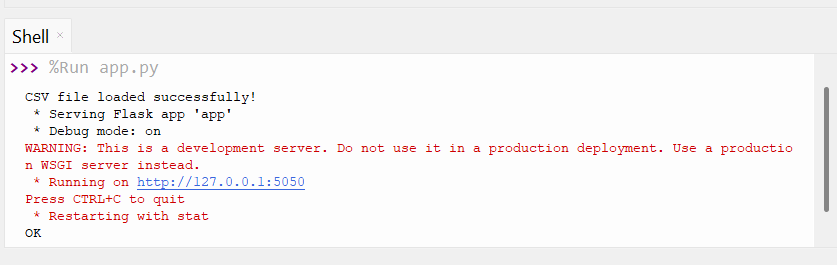 Shell ×
>>> %Run app.py
CSV file loaded successfully!
* Serving Flask app 'app'
* Debug mode: on
WARNING: This is a development server. Do not use it in a production deployment. Use a productio
n WSGI server instead.
* Running on http://127.0.0.1:5050
Press CTRL+C to quit
* Restarting with stat
OK